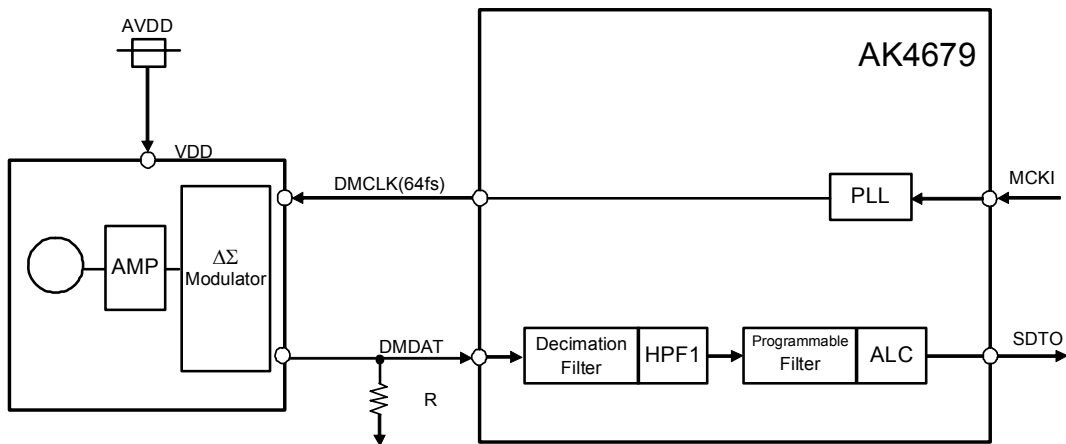 AVDD
AK4679
VDD
DMCLK(64fs)
MCKI
PLL
AMP
ΔΣ
Modulator
DMDAT
SDTO
Decimation
Filter
HPF1
Programmable
Filter
ALC
R